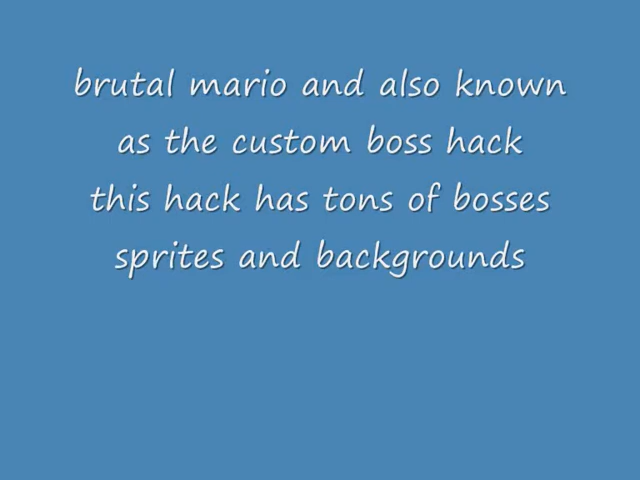 brutal mario and also known
as the custom boss hack
this hack has tons of bosses
sprites and backgrounds